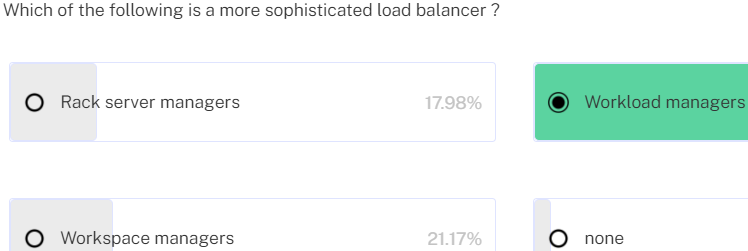 Which of the following is a more sophisticated load balancer ?
Rack server managers 17.98%
Workload managers
Workspace managers 21.17%
none